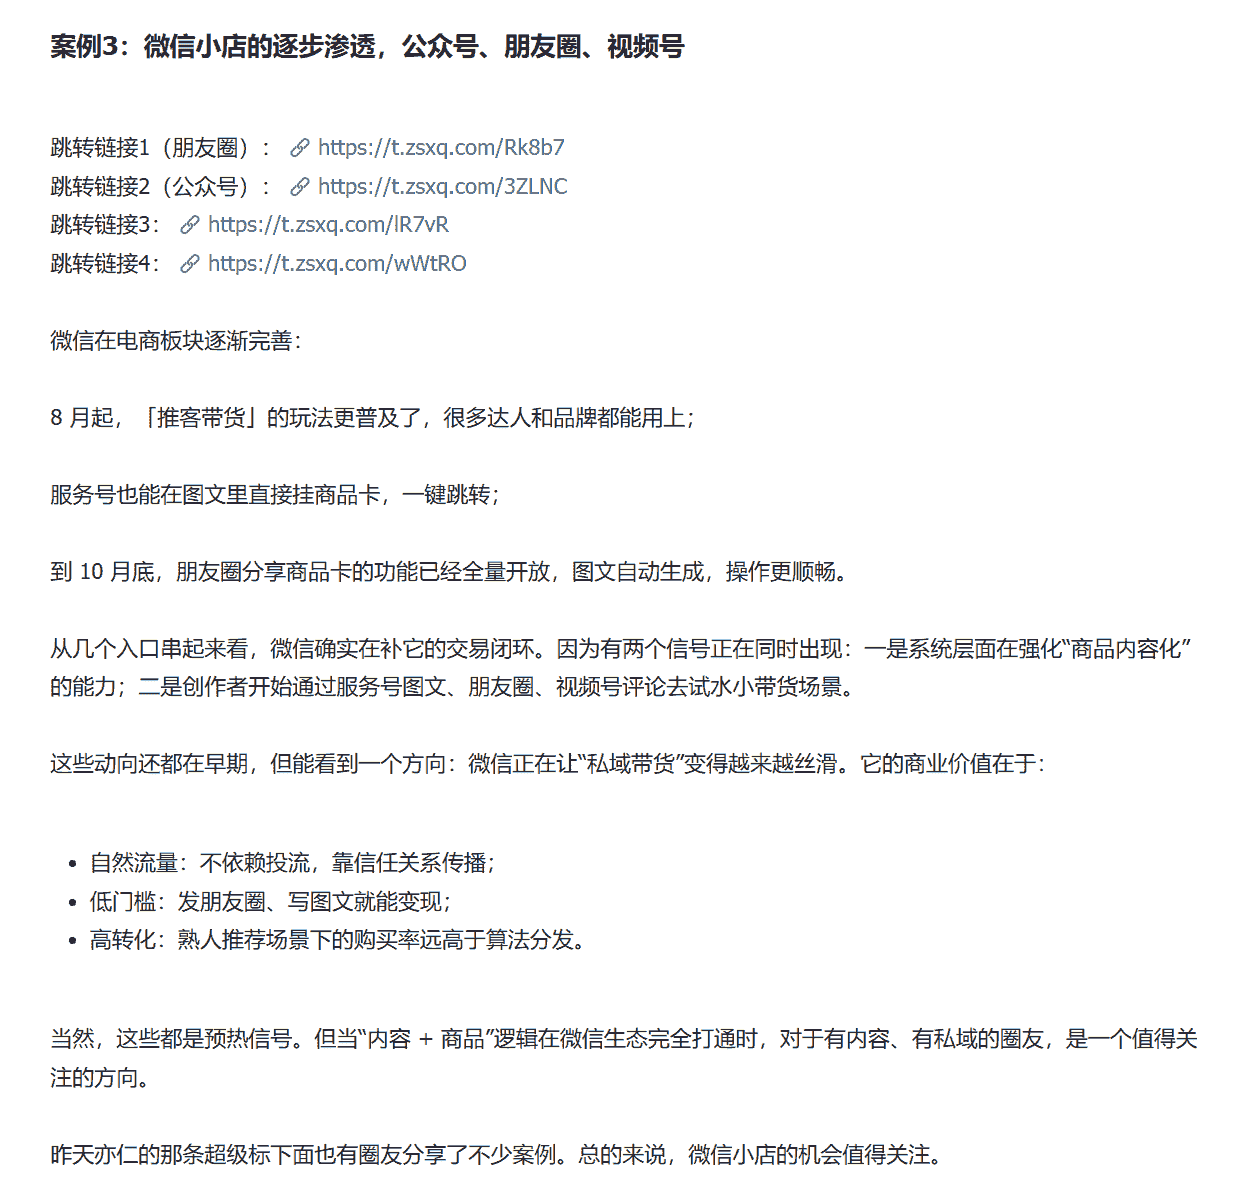 案例3：微信小店的逐步渗透，公众号、朋友圈、视频号
跳转链接1（朋友圈）： https://t.zsxq.com/Rk8b7
跳转链接2（公众号）： https://t.zsxq.com/3ZLNC
跳转链接3： https://t.zsxq.com/lR7vR
跳转链接4： https://t.zsxq.com/wWtRO
微信在电商板块逐渐完善：
8 月起，「推客带货」的玩法更普及了，很多达人和品牌都能用上；
服务号也能在图文里直接挂商品卡，一键跳转；
到 10 月底，朋友圈分享商品卡的功能已经全量开放，图文自动生成，操作更顺畅。
从几个入口串起来看，微信确实在补它的交易闭环。因为有两个信号正在同时出现：一是系统层面在强化“商品内容化”
的能力；二是创作者开始通过服务号图文、朋友圈、视频号评论去试水小带货场景。
这些动向还都在早期，但能看到一个方向：微信正在让“私域带货”变得越来越丝滑。它的商业价值在于：
• 自然流量：不依赖投流，靠信任关系传播；
• 低门槛：发朋友圈、写图文就能变现；
• 高转化：熟人推荐场景下的购买率远高于算法分发。
当然，这些都是预热信号。但当“内容 + 商品”逻辑在微信生态完全打通时，对于有内容、有私域的圈友，是一个值得关
注的方向。
昨天亦仁的那条超级标下面也有圈友分享了不少案例。总的来说，微信小店的机会值得关注。